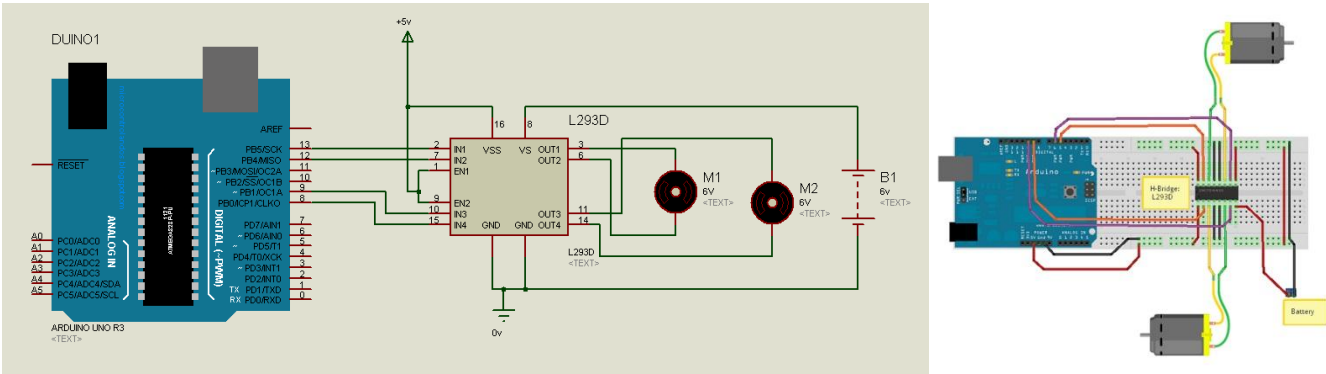 +5v
DUINO1
RESET
AREF
PB5/SCK 13
PB4/MISO 12
~PB3/MOSI/OC2A 11
~PB2/SS/OC1B 10
~PB1/OC1A 9
PB0/ICP1/CLKO 8
PD7/AIN1 7
~PD6/AIN0 6
~PD5/T1 5
PD4/T0/XCK 4
~PD3/INT1 3
PD2/INT0 2
TX PD1/TXD 1
RX PD0/RXD 0
DIGITAL (~PWM)
ANALOG IN
A0 PC0/ADC0
A1 PC1/ADC1
A2 PC2/ADC2
A3 PC3/ADC3
A4 PC4/ADC4/SDA
A5 PC5/ADC5/SCL
1121
ARDUINO UNO R3
<TEXT>
L293D
16 8
VSS VS
2 IN1 OUT1 3
7 IN2 OUT2 6
1 EN1
9 EN2
10 IN3 OUT3 11
15 IN4 OUT4 14
GND GND
L293D
<TEXT>
0v
M1
6V
<TEXT>
M2
6V
<TEXT>
B1
6v
<TEXT>
Arduino
H-Bridge:
L293D
Battery